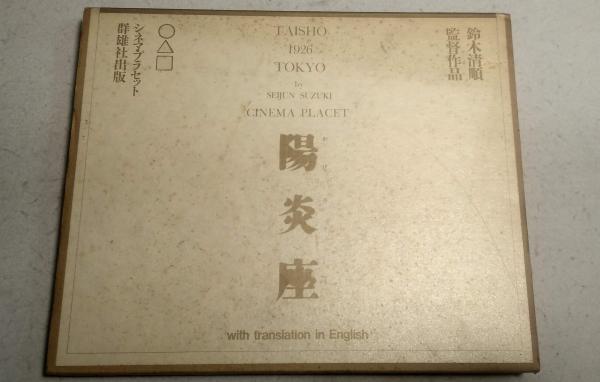 鈴木清順
監督作品
TAISHO
1926
TOKYO
by
SEIJUN SUZUKI
CINEMA PLACET
陽炎座
with translation in English
○△□
シネマ・プラセット
群雄社出版